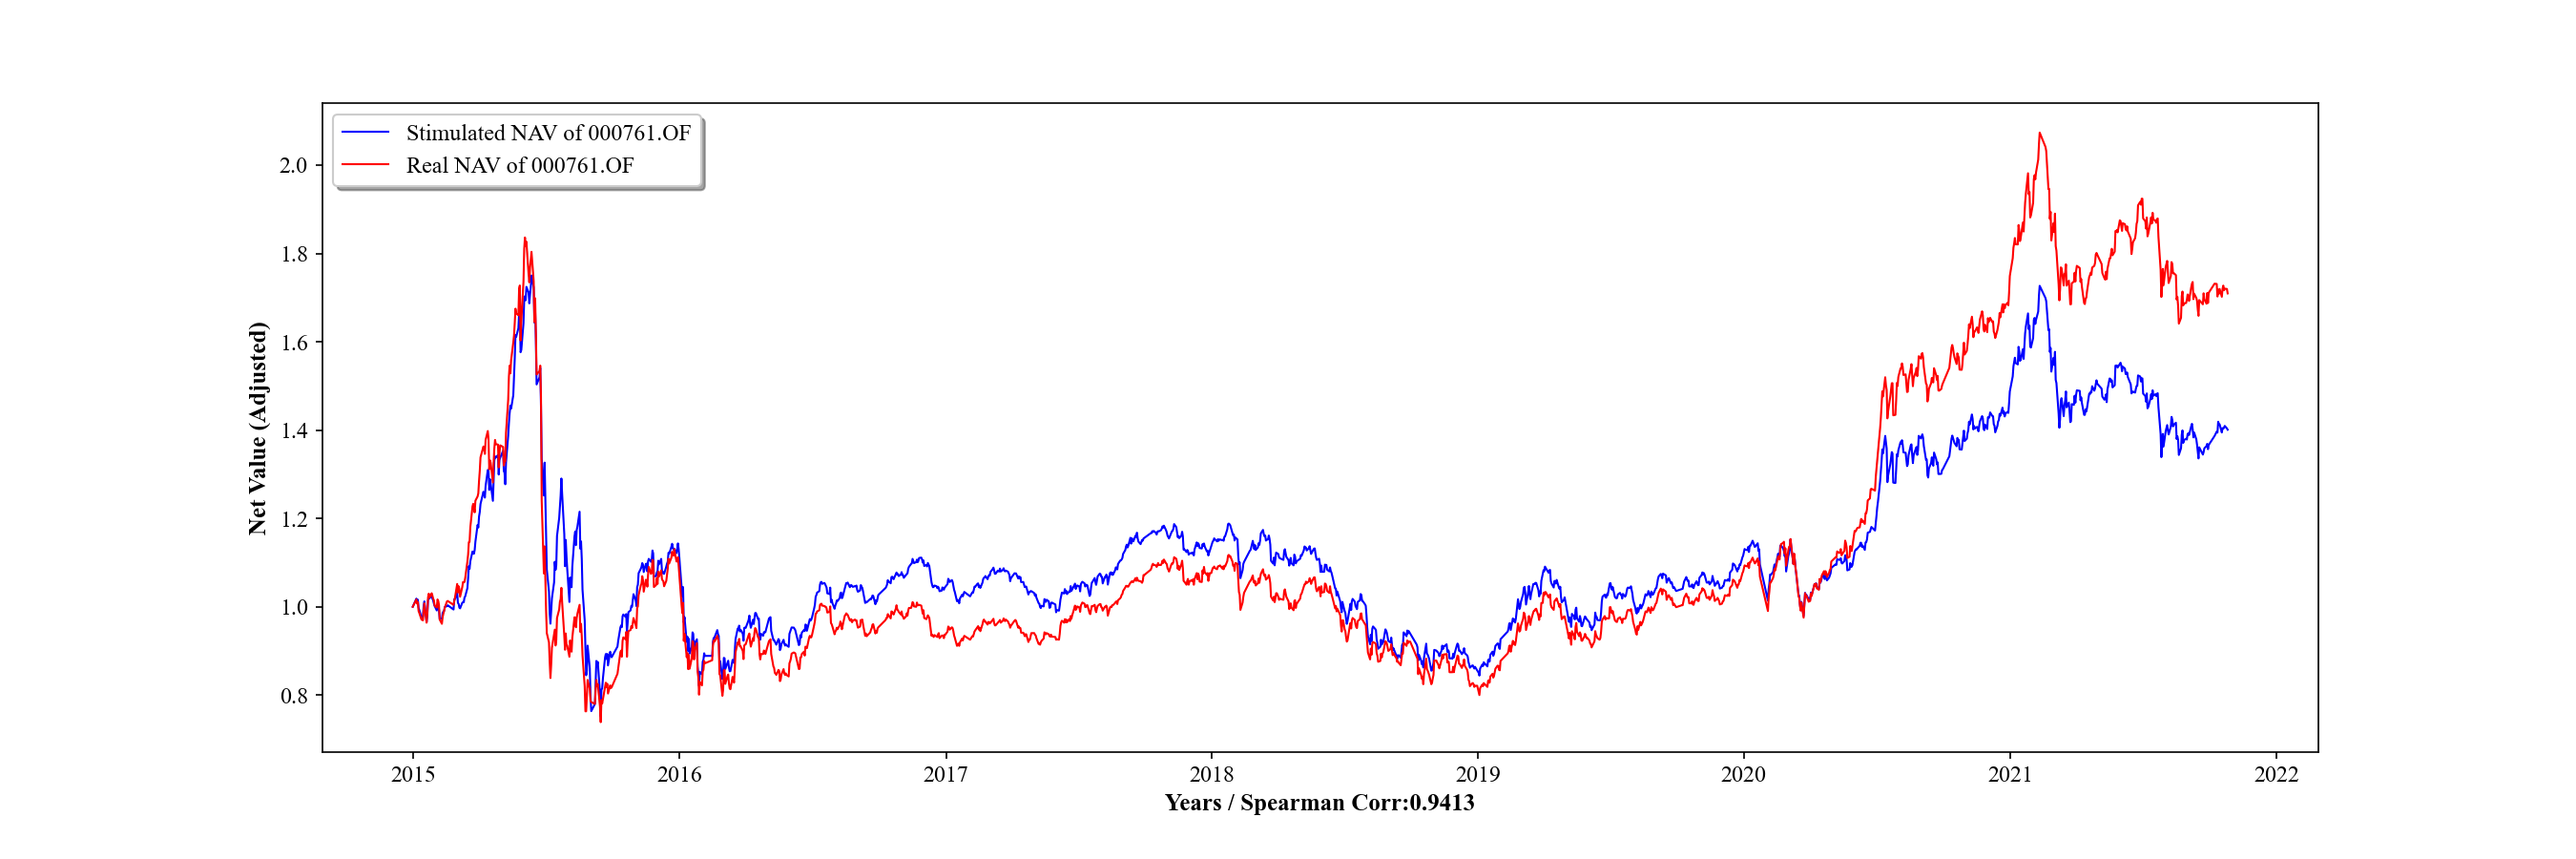 Stimulated NAV of 000761.OF
Real NAV of 000761.OF
Net Value (Adjusted)
2.0
1.8
1.6
1.4
1.2
1.0
0.8
2015 2016 2017 2018 2019 2020 2021 2022
Years / Spearman Corr:0.9413